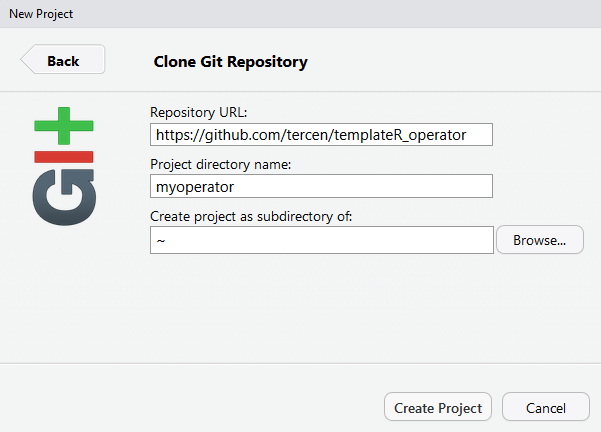 New Project
Back
Clone Git Repository
Repository URL:
https://github.com/tercen/templateR_operator
Project directory name:
myoperator
Create project as subdirectory of:
~
Browse...
GIt
Create Project
Cancel